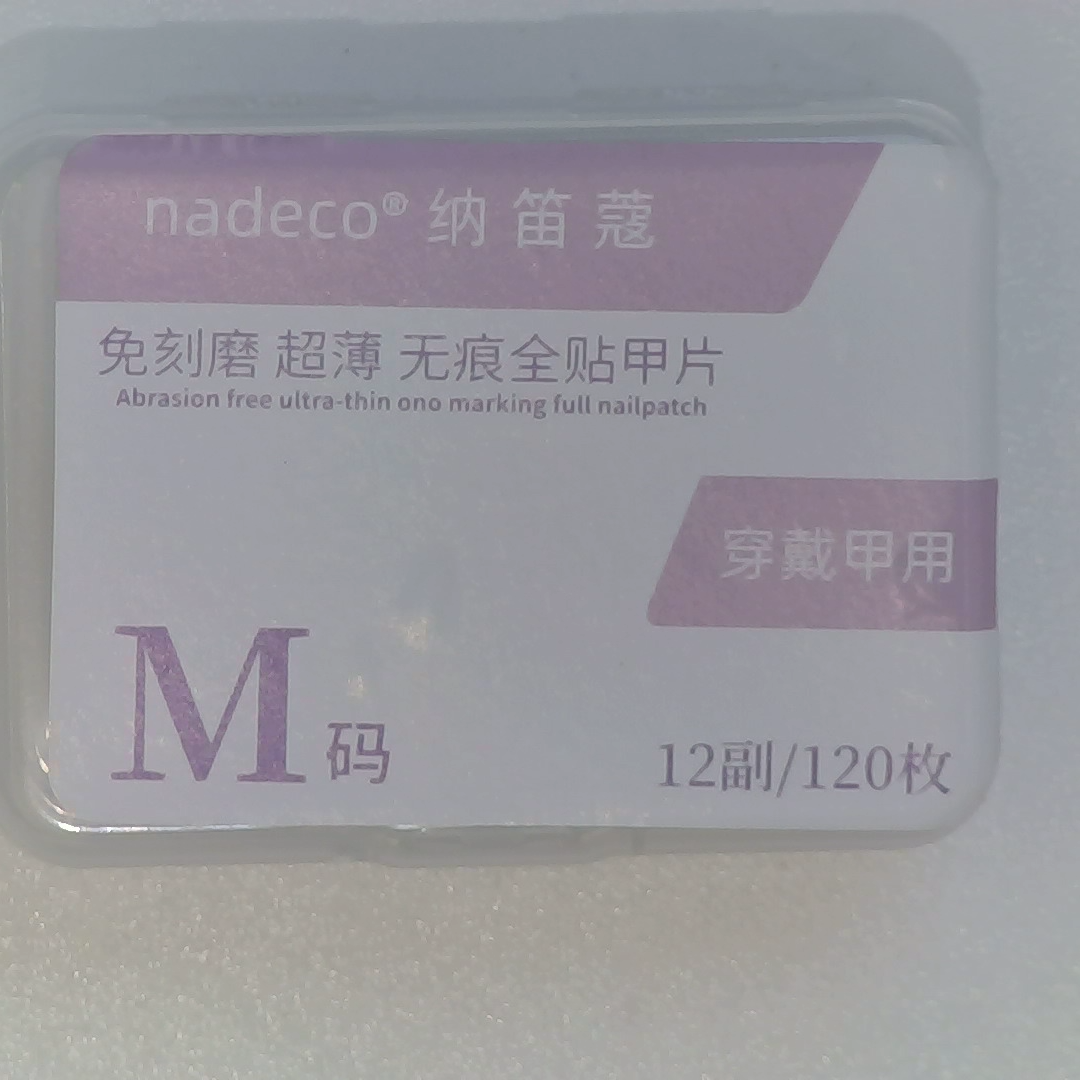 nadeco® 纳笛蔻
免刻磨 超薄 无痕全贴甲片
Abrasion free ultra-thin ono marking full nailpatch
穿戴甲用
M码
12副/120枚